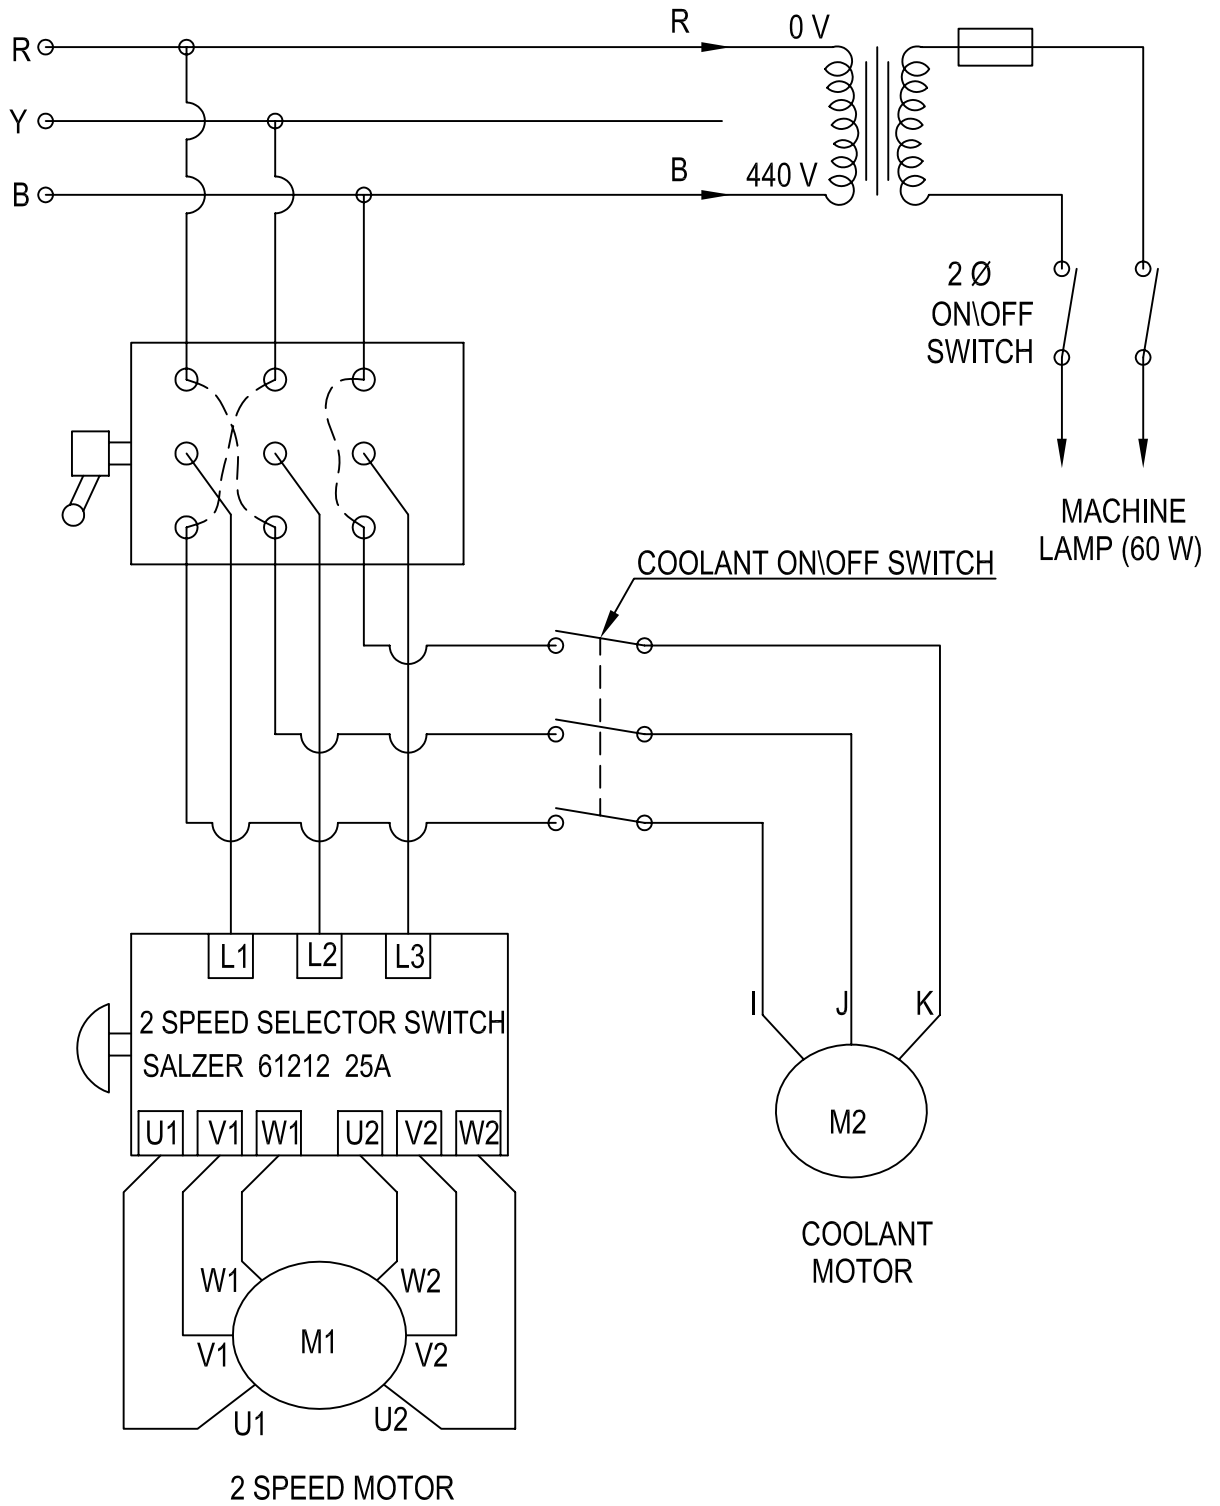 R
0 V
R
Y
B
B
440 V
2 Ø
ON\OFF
SWITCH
MACHINE
LAMP (60 W)
COOLANT ON\OFF SWITCH
L1
L2
L3
2 SPEED SELECTOR SWITCH
SALZER 61212 25A
U1
V1
W1
U2
V2
W2
I
J
K
M2
COOLANT
MOTOR
W1
W2
M1
V1
V2
U1
U2
2 SPEED MOTOR